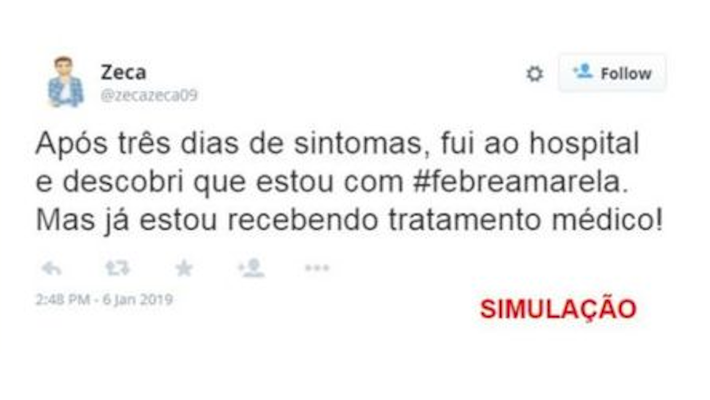 Zeca
@zecazeca09
Follow
Após três dias de sintomas, fui ao hospital
e descobri que estou com #febreamarela.
Mas já estou recebendo tratamento médico!
2:48 PM - 6 Jan 2019
SIMULAÇÃO